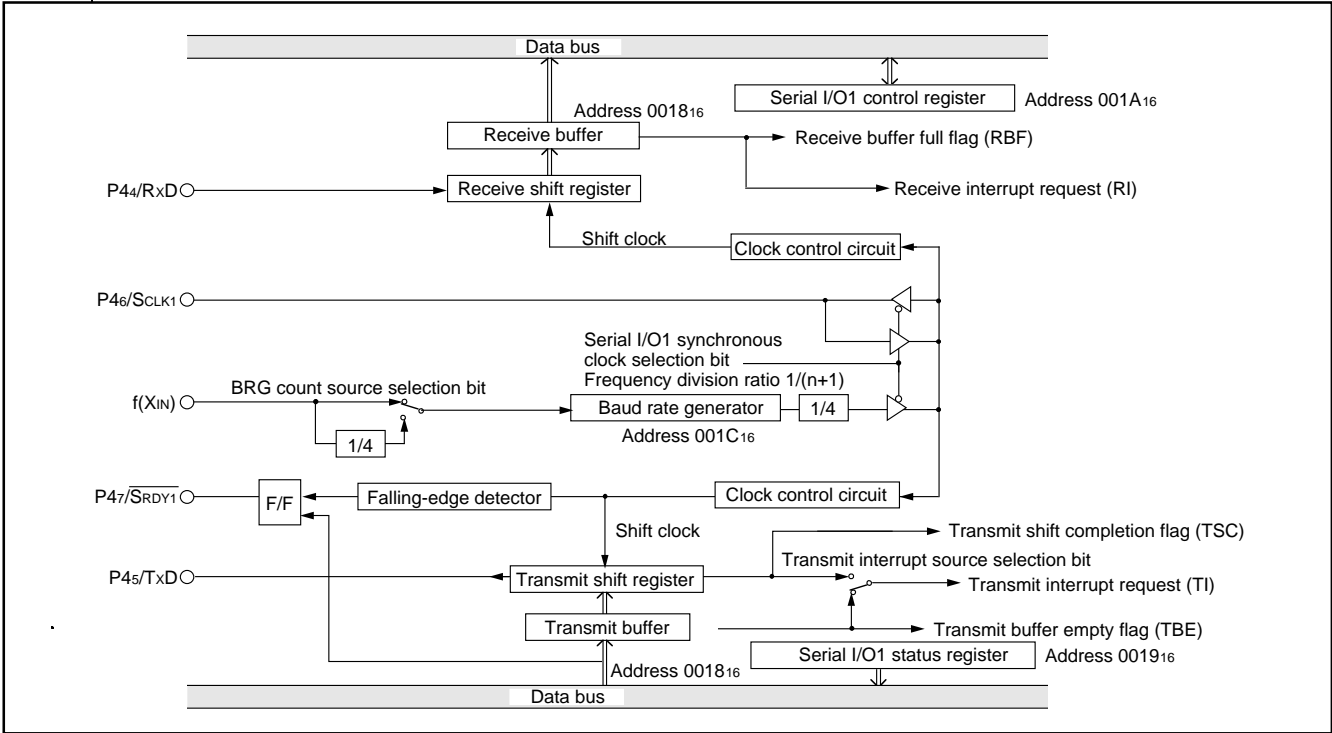 Data bus
Serial I/O1 control register
Address 001A16
Address 001816
Receive buffer
Receive buffer full flag (RBF)
P44/RXD
Receive shift register
Receive interrupt request (RI)
Shift clock
Clock control circuit
P46/SCLK1
Serial I/O1 synchronous
clock selection bit
Frequency division ratio 1/(n+1)
BRG count source selection bit
f(XIN)
Baud rate generator
1/4
1/4
Address 001C16
P47/SRDY1
F/F
Falling-edge detector
Clock control circuit
Shift clock
Transmit shift completion flag (TSC)
Transmit interrupt source selection bit
P45/TXD
Transmit shift register
Transmit interrupt request (TI)
Transmit buffer
Transmit buffer empty flag (TBE)
Address 001816
Serial I/O1 status register
Address 001916
Data bus